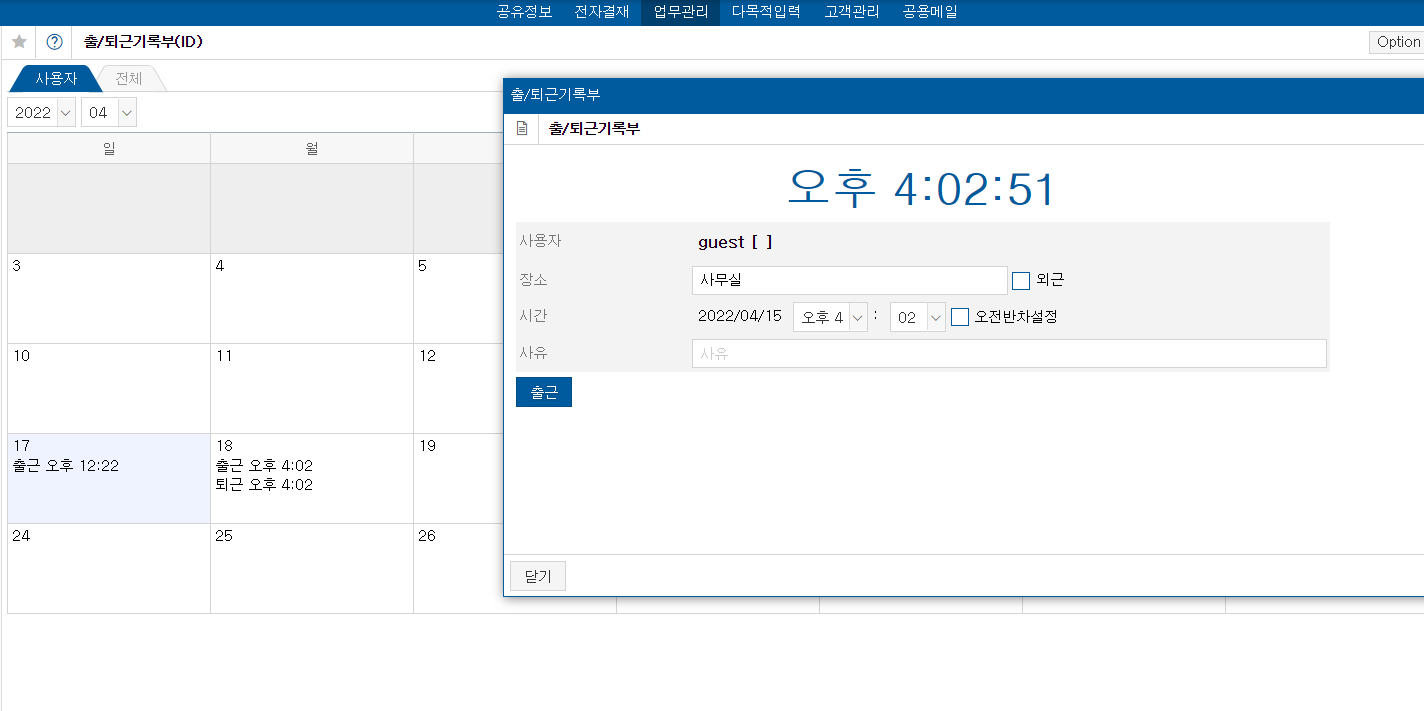 공유정보 전자결재 업무관리 다목적입력 고객관리 공용메일
출/퇴근기록부(ID)
Option
사용자 전체
2022 04
일 월
3 4 5
10 11 12
17 18 19
출근 오후 12:22
출근 오후 4:02
퇴근 오후 4:02
24 25 26
출/퇴근기록부
출/퇴근기록부
오후 4:02:51
사용자 guest [ ]
장소 사무실 외근
시간 2022/04/15 오후 4 : 02 오전반차설정
사유 사유
출근
닫기